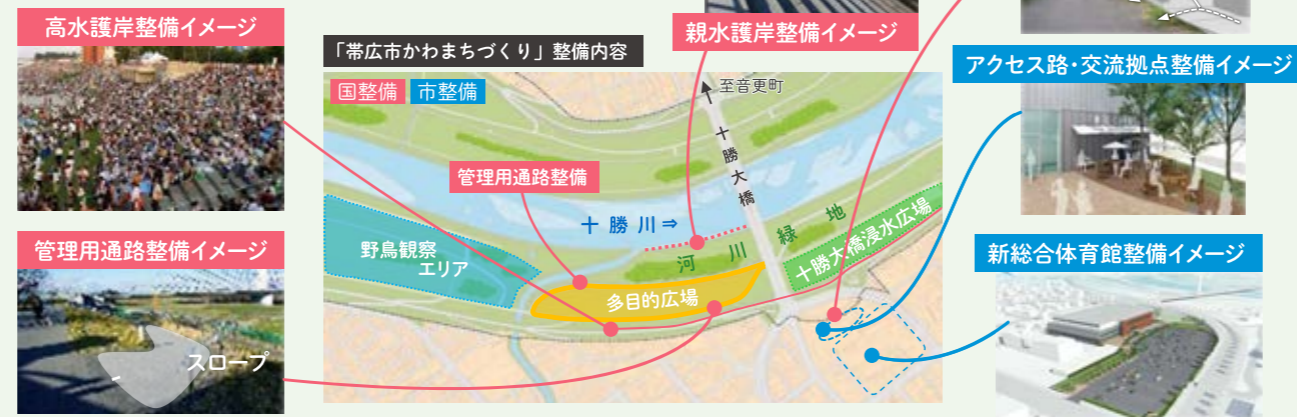 高水護岸整備イメージ
「帯広市かわまちづくり」整備内容
親水護岸整備イメージ
アクセス路・交流拠点整備イメージ
国整備 市整備
至音更町
十勝大橋
管理用通路整備
十勝川⇒
河川緑地
十勝大橋浸水広場
野鳥観察
エリア
多目的広場
管理用通路整備イメージ
スロープ
新総合体育館整備イメージ